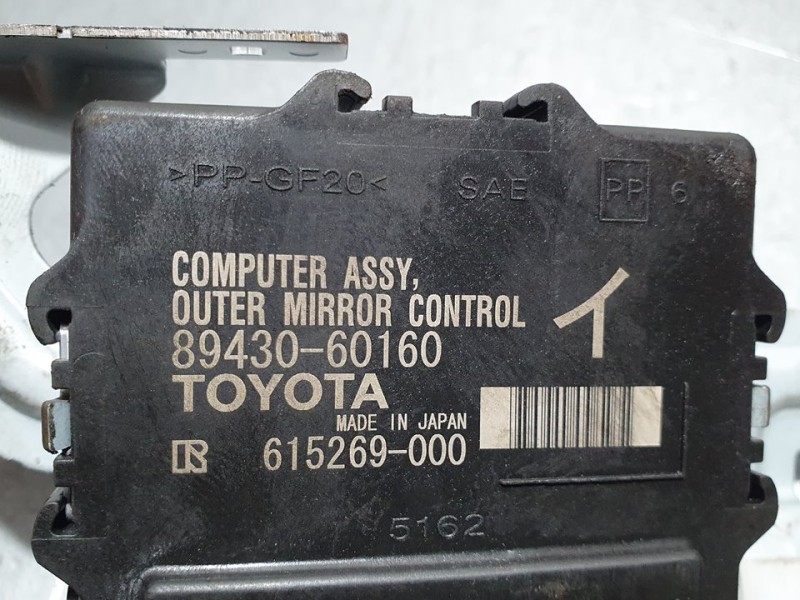 >PP-GF20< SAE PP 6
COMPUTER ASSY,
OUTER MIRROR CONTROL イ
89430-60160
TOYOTA
MADE IN JAPAN
615269-000
5162